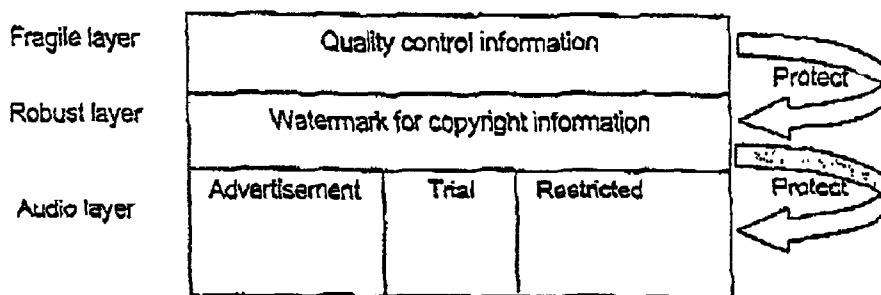 Fragile layer
Quality control information
Protect
Robust layer
Watermark for copyright information
Advertisement
Trial
Restricted
Protect
Audio layer